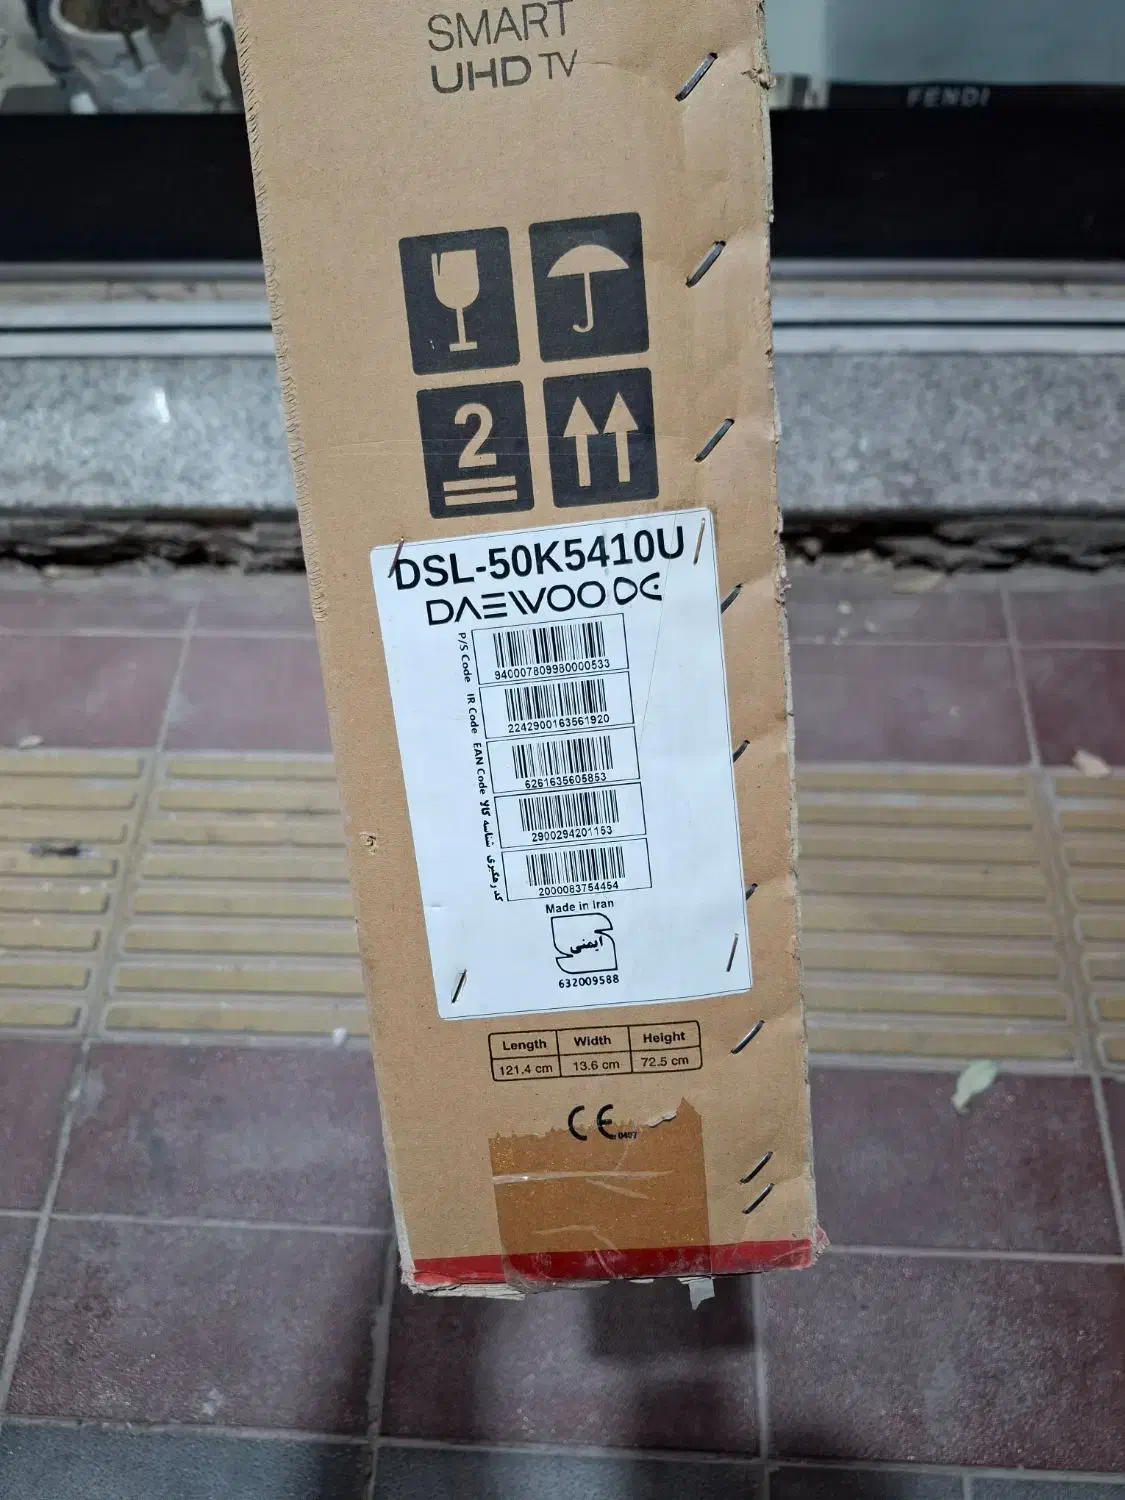 SMART
UHD TV
FENDI
2
DSL-50K5410U
DAEWOO DE
P/S Code
940007809980000533
IR Code
2242900163561920
EAN Code
6261635605853
شناسه کالا
2900294201153
کد رهگیری
2000083754454
Made in Iran
ایمنی
632009588
Length Width Height
121.4 cm 13.6 cm 72.5 cm
CE